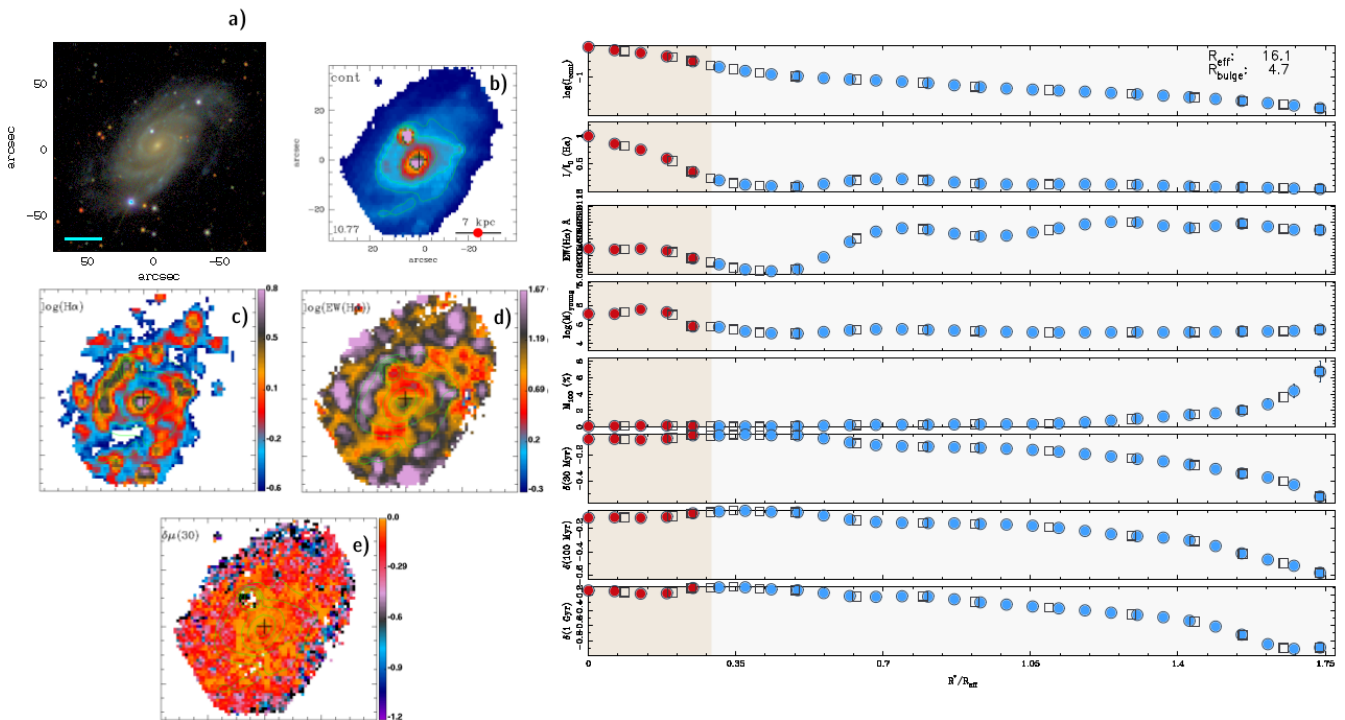 a)
50
0
-50
arcsec
50
0
-50
arcsec
cont
b)
20
0
-20
arcsec
10.77
7 kpc
20
0
-20
arcsec
log(Hα)
c)
0.8
0.5
0.1
-0.2
-0.6
log(EW(Hα))
d)
1.67
1.19
0.69
0.2
-0.3
δμ(30)
e)
0.0
-0.29
-0.6
-0.9
-1.2
R_eff: 16.1
R_bulge: 4.7
log(I_cont)
-1
I/I_0 (Hα)
1
0.5
EW(Hα) Å
log(M)_young
6
4
M_100 (%)
8
6
4
2
0
δ(30 Myr)
-0.2
-0.4
δ(100 Myr)
-0.2
-0.4
-0.6
δ(1 Gyr)
0 0.35 0.7 1.05 1.4 1.75
R*/R_eff